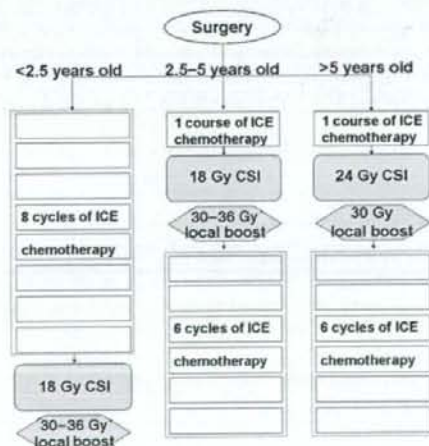 Surgery
<2.5 years old
2.5–5 years old
>5 years old
8 cycles of ICE
chemotherapy
18 Gy CSI
30–36 Gy
local boost
1 course of ICE
chemotherapy
18 Gy CSI
30–36 Gy
local boost
6 cycles of ICE
chemotherapy
1 course of ICE
chemotherapy
24 Gy CSI
30 Gy
local boost
6 cycles of ICE
chemotherapy